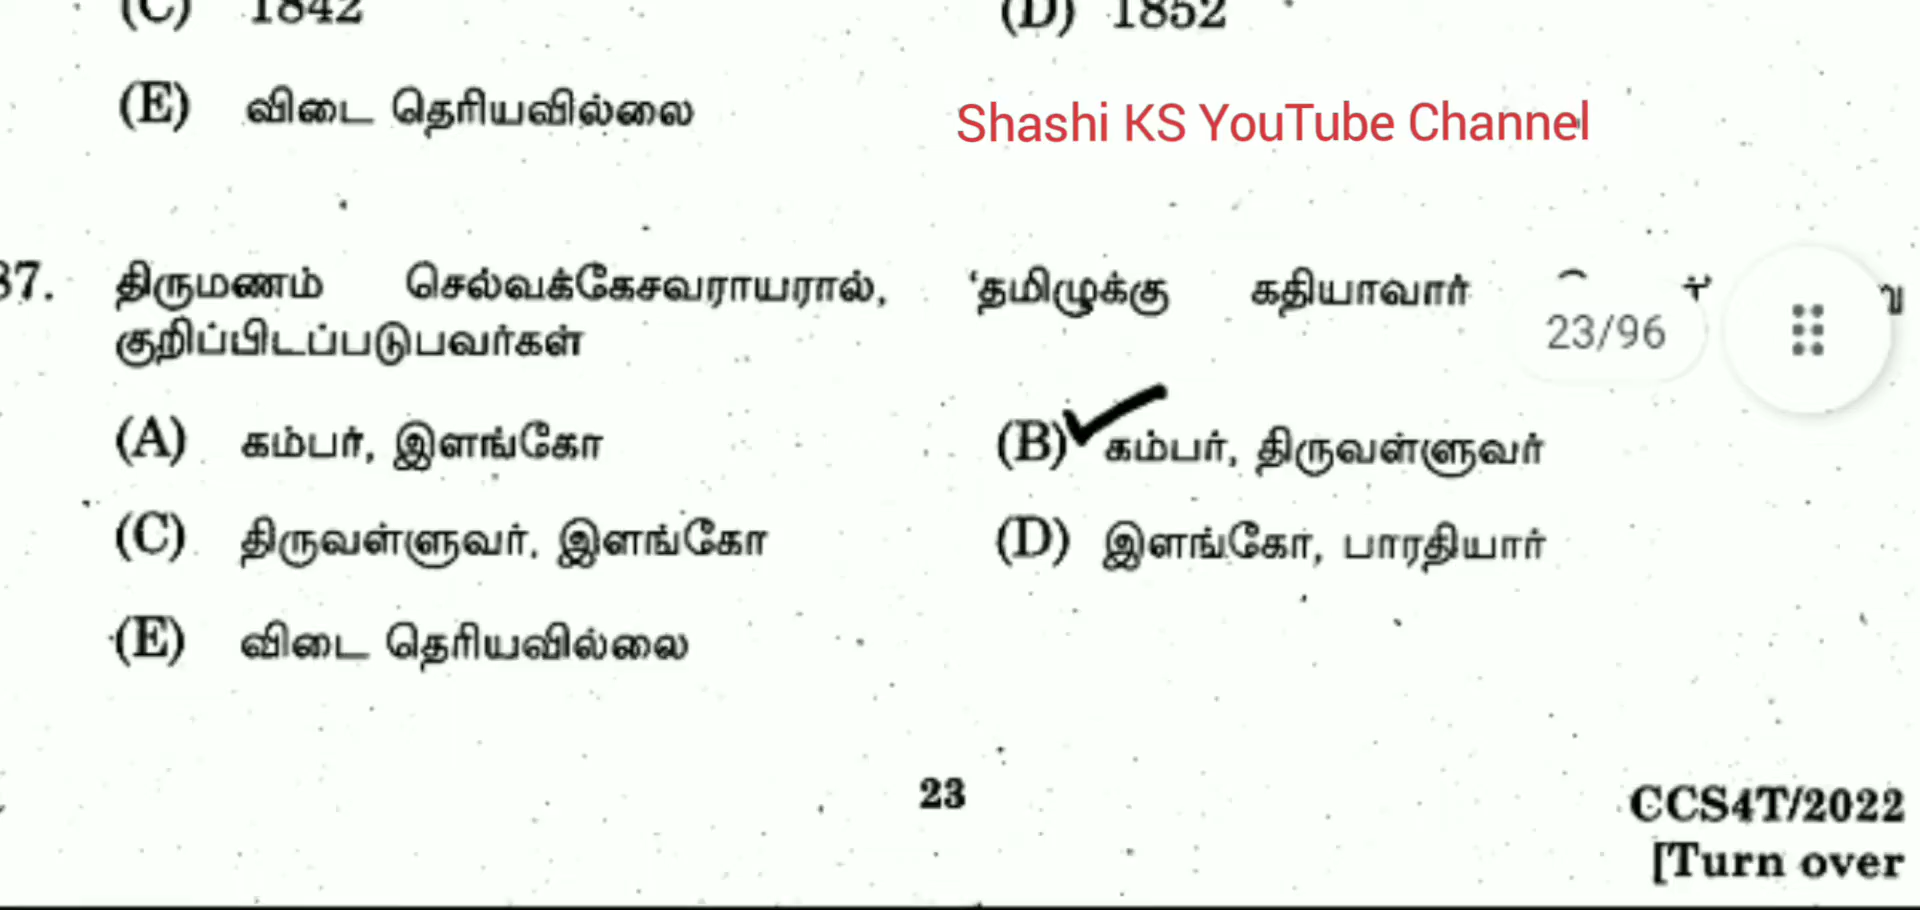 (C) 1842 (D) 1852
(E) விடை தெரியவில்லை
Shashi KS YouTube Channel
37. திருமணம் செல்வக்கேசவராயரால், 'தமிழுக்கு கதியாவார்
குறிப்பிடப்படுபவர்கள்
23/96
(A) கம்பர், இளங்கோ (B) கம்பர், திருவள்ளுவர்
(C) திருவள்ளுவர், இளங்கோ (D) இளங்கோ, பாரதியார்
(E) விடை தெரியவில்லை
23
CCS4T/2022
[Turn over